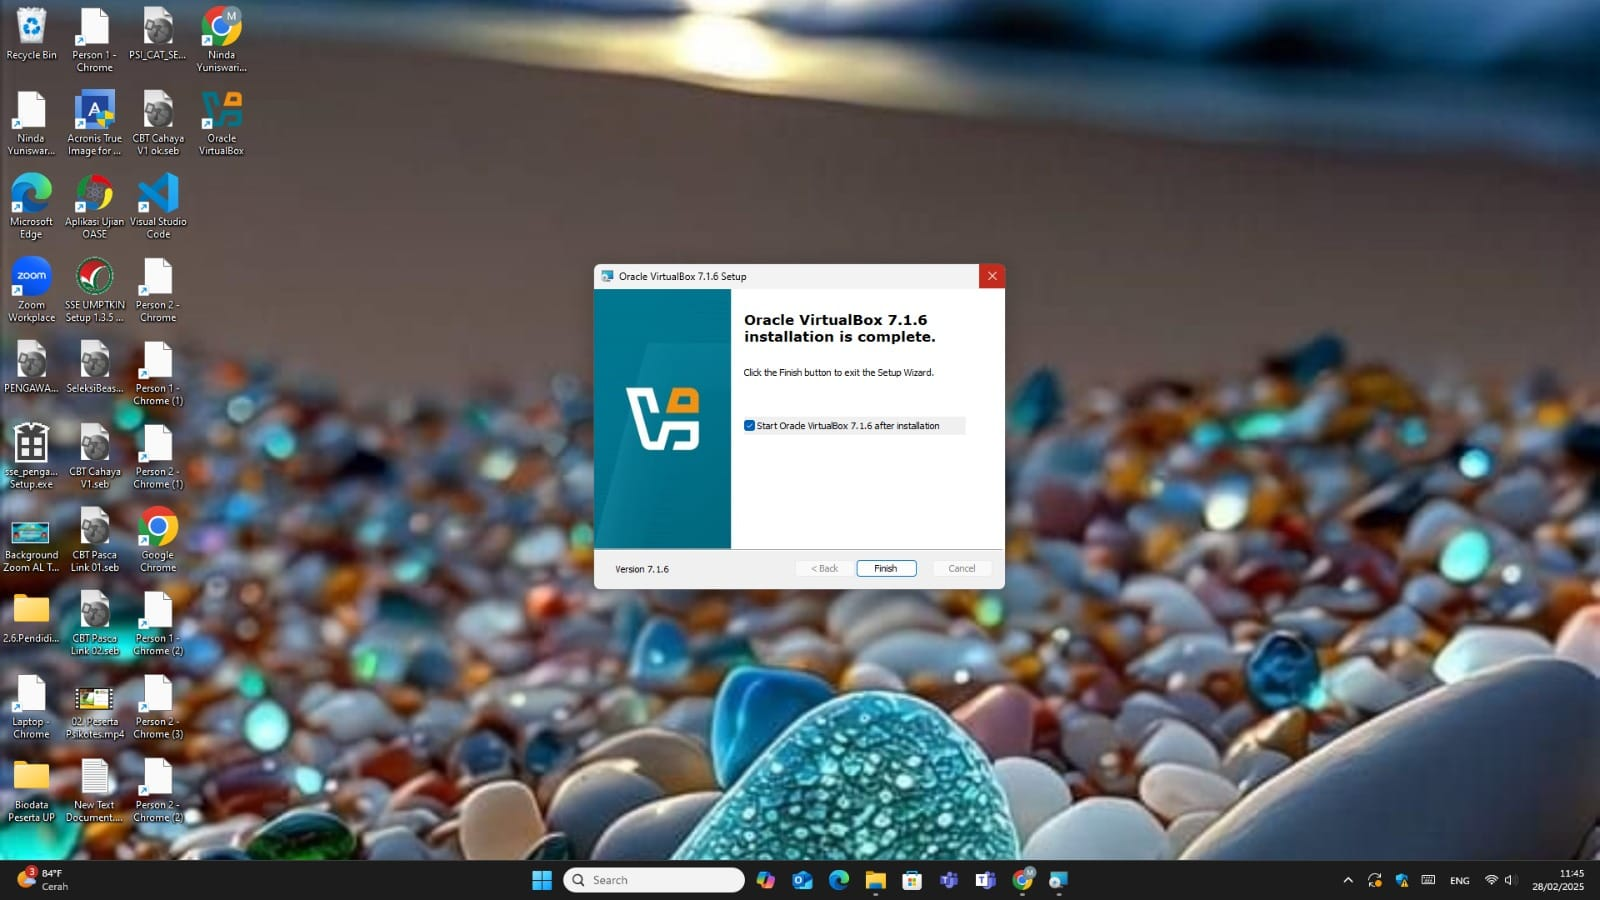 Recycle Bin
Person 1 -
Chrome
PSI_CAT_SE...
Ninda
Yuniswari...
Ninda
Yuniswar...
Acronis True
Image for ...
CBT Cahaya
V1 ok.seb
Oracle
VirtualBox
Microsoft
Edge
Aplikasi Ujian
OASE
Visual Studio
Code
zoom
Zoom
Workplace
SSE UMPTKIN
Setup 1.3.5 ...
Person 2 -
Chrome
PENGAWA...
SeleksiBeas...
Person 1 -
Chrome (1)
sse_penga...
Setup.exe
CBT Cahaya
V1.seb
Person 2 -
Chrome (1)
Background
Zoom AL T...
CBT Pasca
Link 01.seb
Google
Chrome
2.6.Pendidi...
CBT Pasca
Link 02.seb
Person 1 -
Chrome (2)
Laptop -
Chrome
02. Peserta
Psikotes.mp4
Person 2 -
Chrome (3)
Biodata
Peserta UP
New Text
Document....
Person 2 -
Chrome (2)
Oracle VirtualBox 7.1.6 Setup
Oracle VirtualBox 7.1.6
installation is complete.
Click the Finish button to exit the Setup Wizard.
Start Oracle VirtualBox 7.1.6 after installation
Version 7.1.6
< Back
Finish
Cancel
3
84°F
Cerah
Search
ENG
11:45
28/02/2025